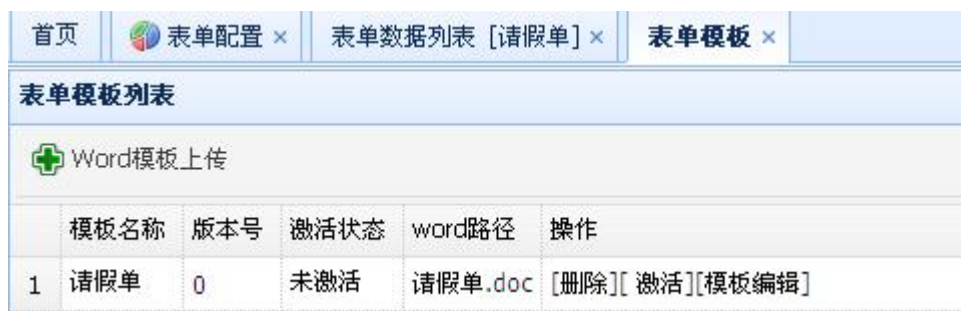 首页 表单配置 × 表单数据列表 [请假单] × 表单模板 ×
表单模板列表
Word模板上传
模板名称 版本号 激活状态 word路径 操作
1 请假单 0 未激活 请假单.doc [删除][ 激活][模板编辑]